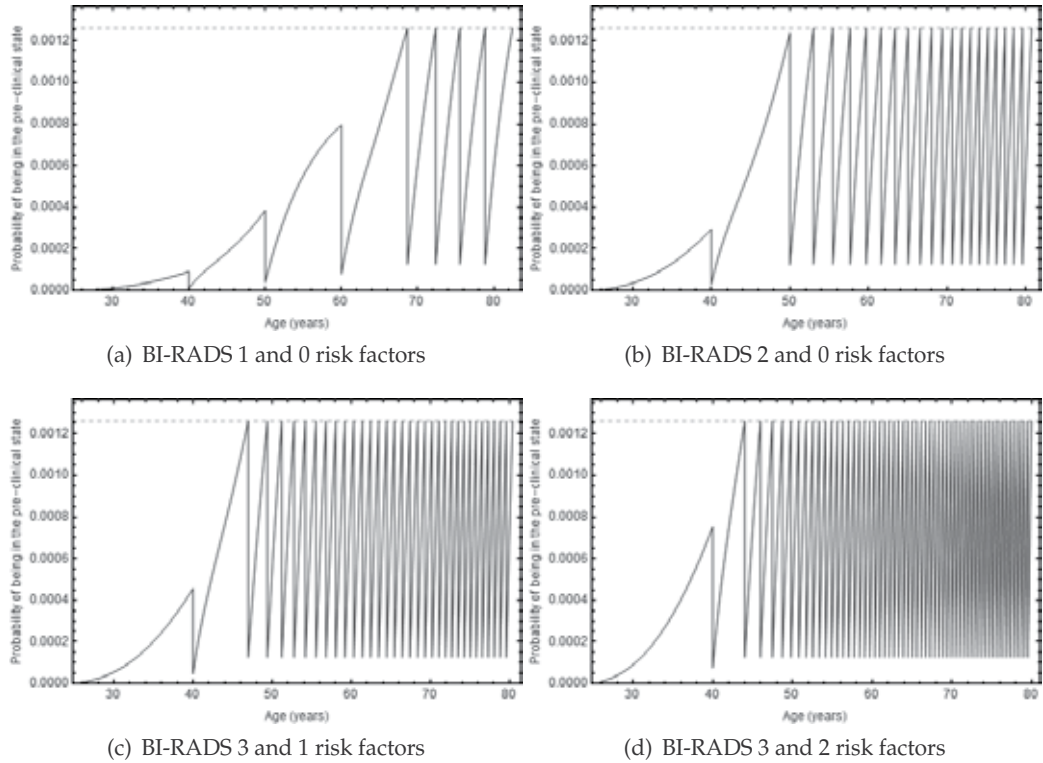 Probability of being in the pre-clinical state
0.0012
0.0010
0.0008
0.0006
0.0004
0.0002
0.0000
30 40 50 60 70 80
Age (years)
(a) BI-RADS 1 and 0 risk factors
Probability of being in the pre-clinical state
0.0012
0.0010
0.0008
0.0006
0.0004
0.0002
0.0000
30 40 50 60 70 80
Age (years)
(b) BI-RADS 2 and 0 risk factors
Probability of being in the pre-clinical state
0.0012
0.0010
0.0008
0.0006
0.0004
0.0002
0.0000
30 40 50 60 70 80
Age (years)
(c) BI-RADS 3 and 1 risk factors
Probability of being in the pre-clinical state
0.0012
0.0010
0.0008
0.0006
0.0004
0.0002
0.0000
30 40 50 60 70 80
Age (years)
(d) BI-RADS 3 and 2 risk factors